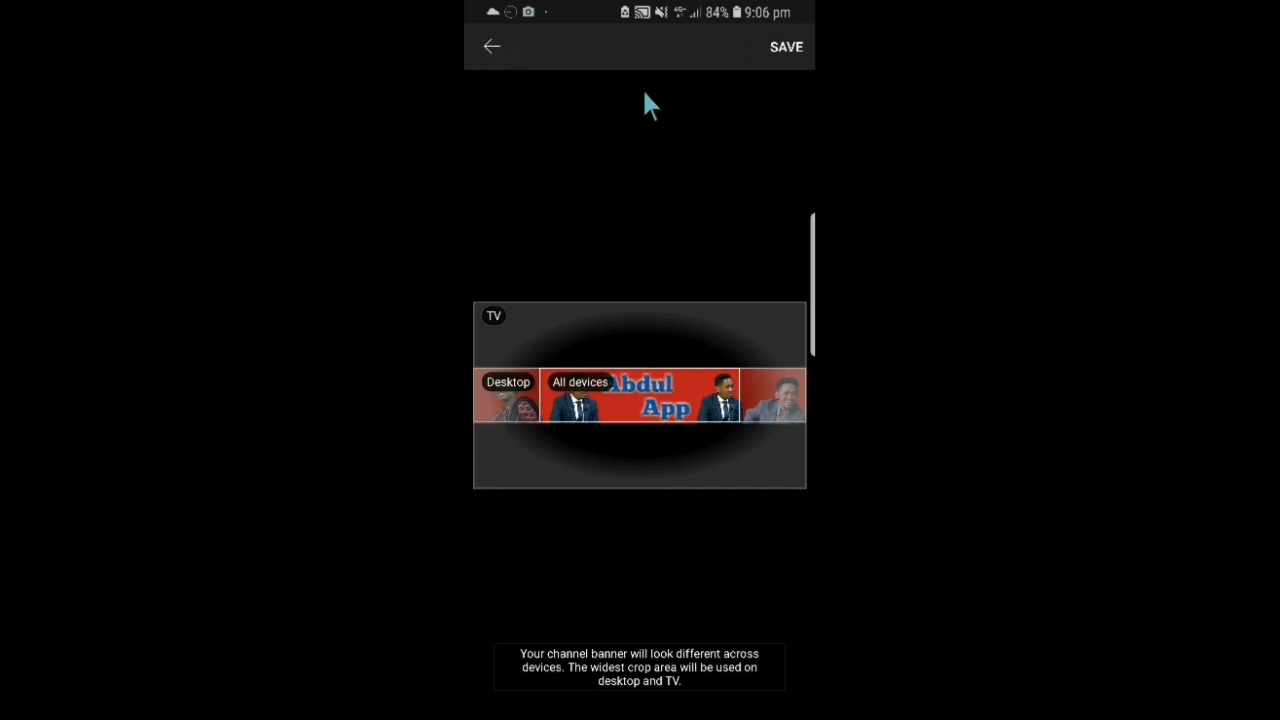 84% 9:06 pm
SAVE
TV
Desktop
All devices
Abdul
App
Your channel banner will look different across
devices. The widest crop area will be used on
desktop and TV.